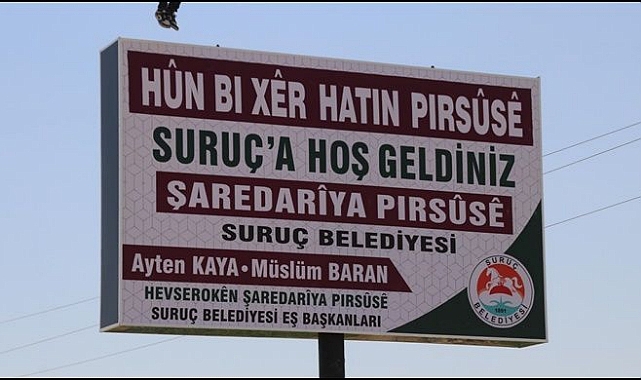 HÛN BI XÊR HATIN PIRSÛSÊ
SURUÇ'A HOŞ GELDİNİZ
ŞAREDARÎYA PIRSÛSÊ
SURUÇ BELEDİYESİ
Ayten KAYA • Müslüm BARAN
HEVSEROKÊN ŞAREDARÎYA PIRSÛSÊ
SURUÇ BELEDİYESİ EŞ BAŞKANLARI
SURUÇ
1891
BELEDİYESİ